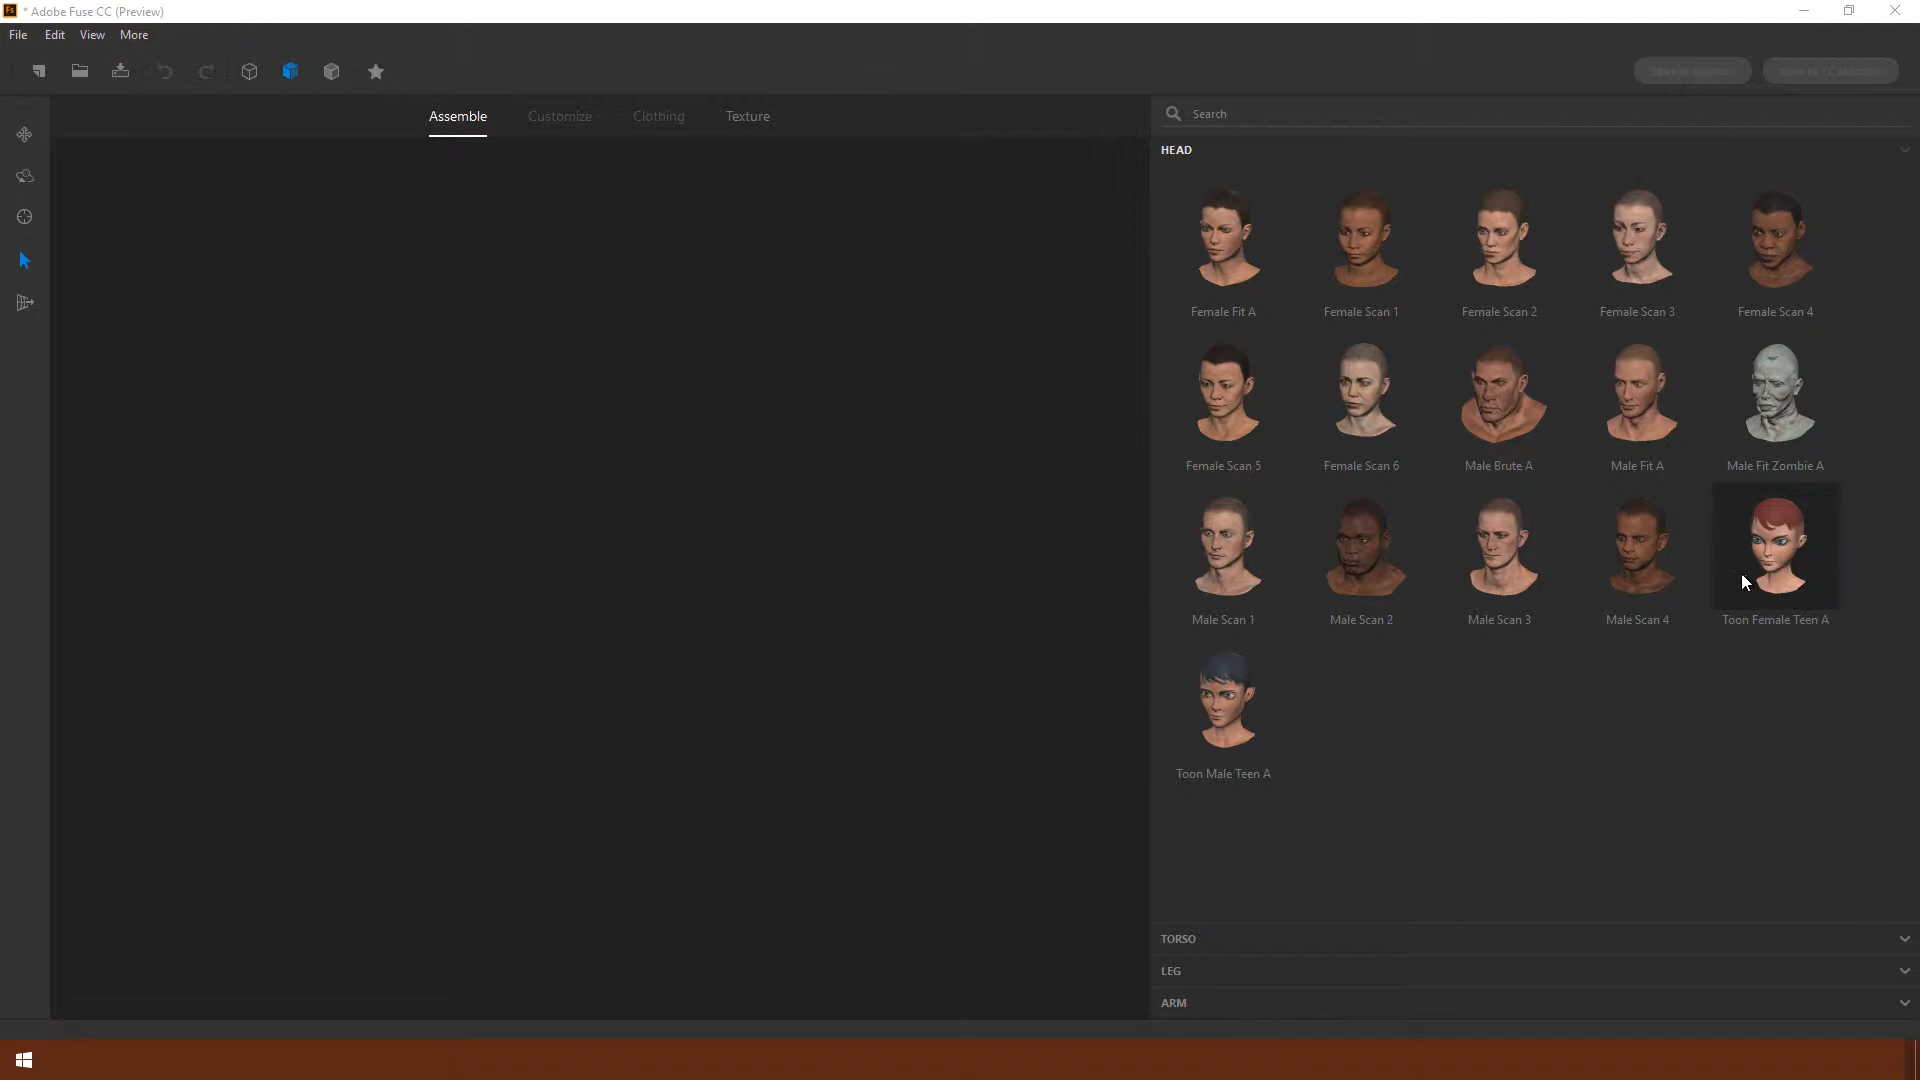 Fs * Adobe Fuse CC (Preview)
File Edit View More
Assemble Customize Clothing Texture
Search
HEAD
Female Fit A Female Scan 1 Female Scan 2 Female Scan 3 Female Scan 4
Female Scan 5 Female Scan 6 Male Brute A Male Fit A Male Fit Zombie A
Male Scan 1 Male Scan 2 Male Scan 3 Male Scan 4 Toon Female Teen A
Toon Male Teen A
TORSO
LEG
ARM